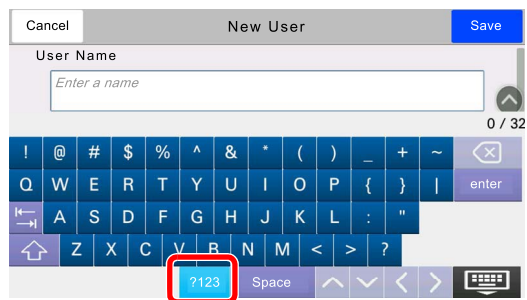 Cancel New User Save
User Name
Enter a name
0 / 32
! @ # $ % ^ & * ( ) _ + ~
Q W E R T Y U I O P { } | enter
A S D F G H J K L : "
Z X C V B N M < > ?
?123 Space